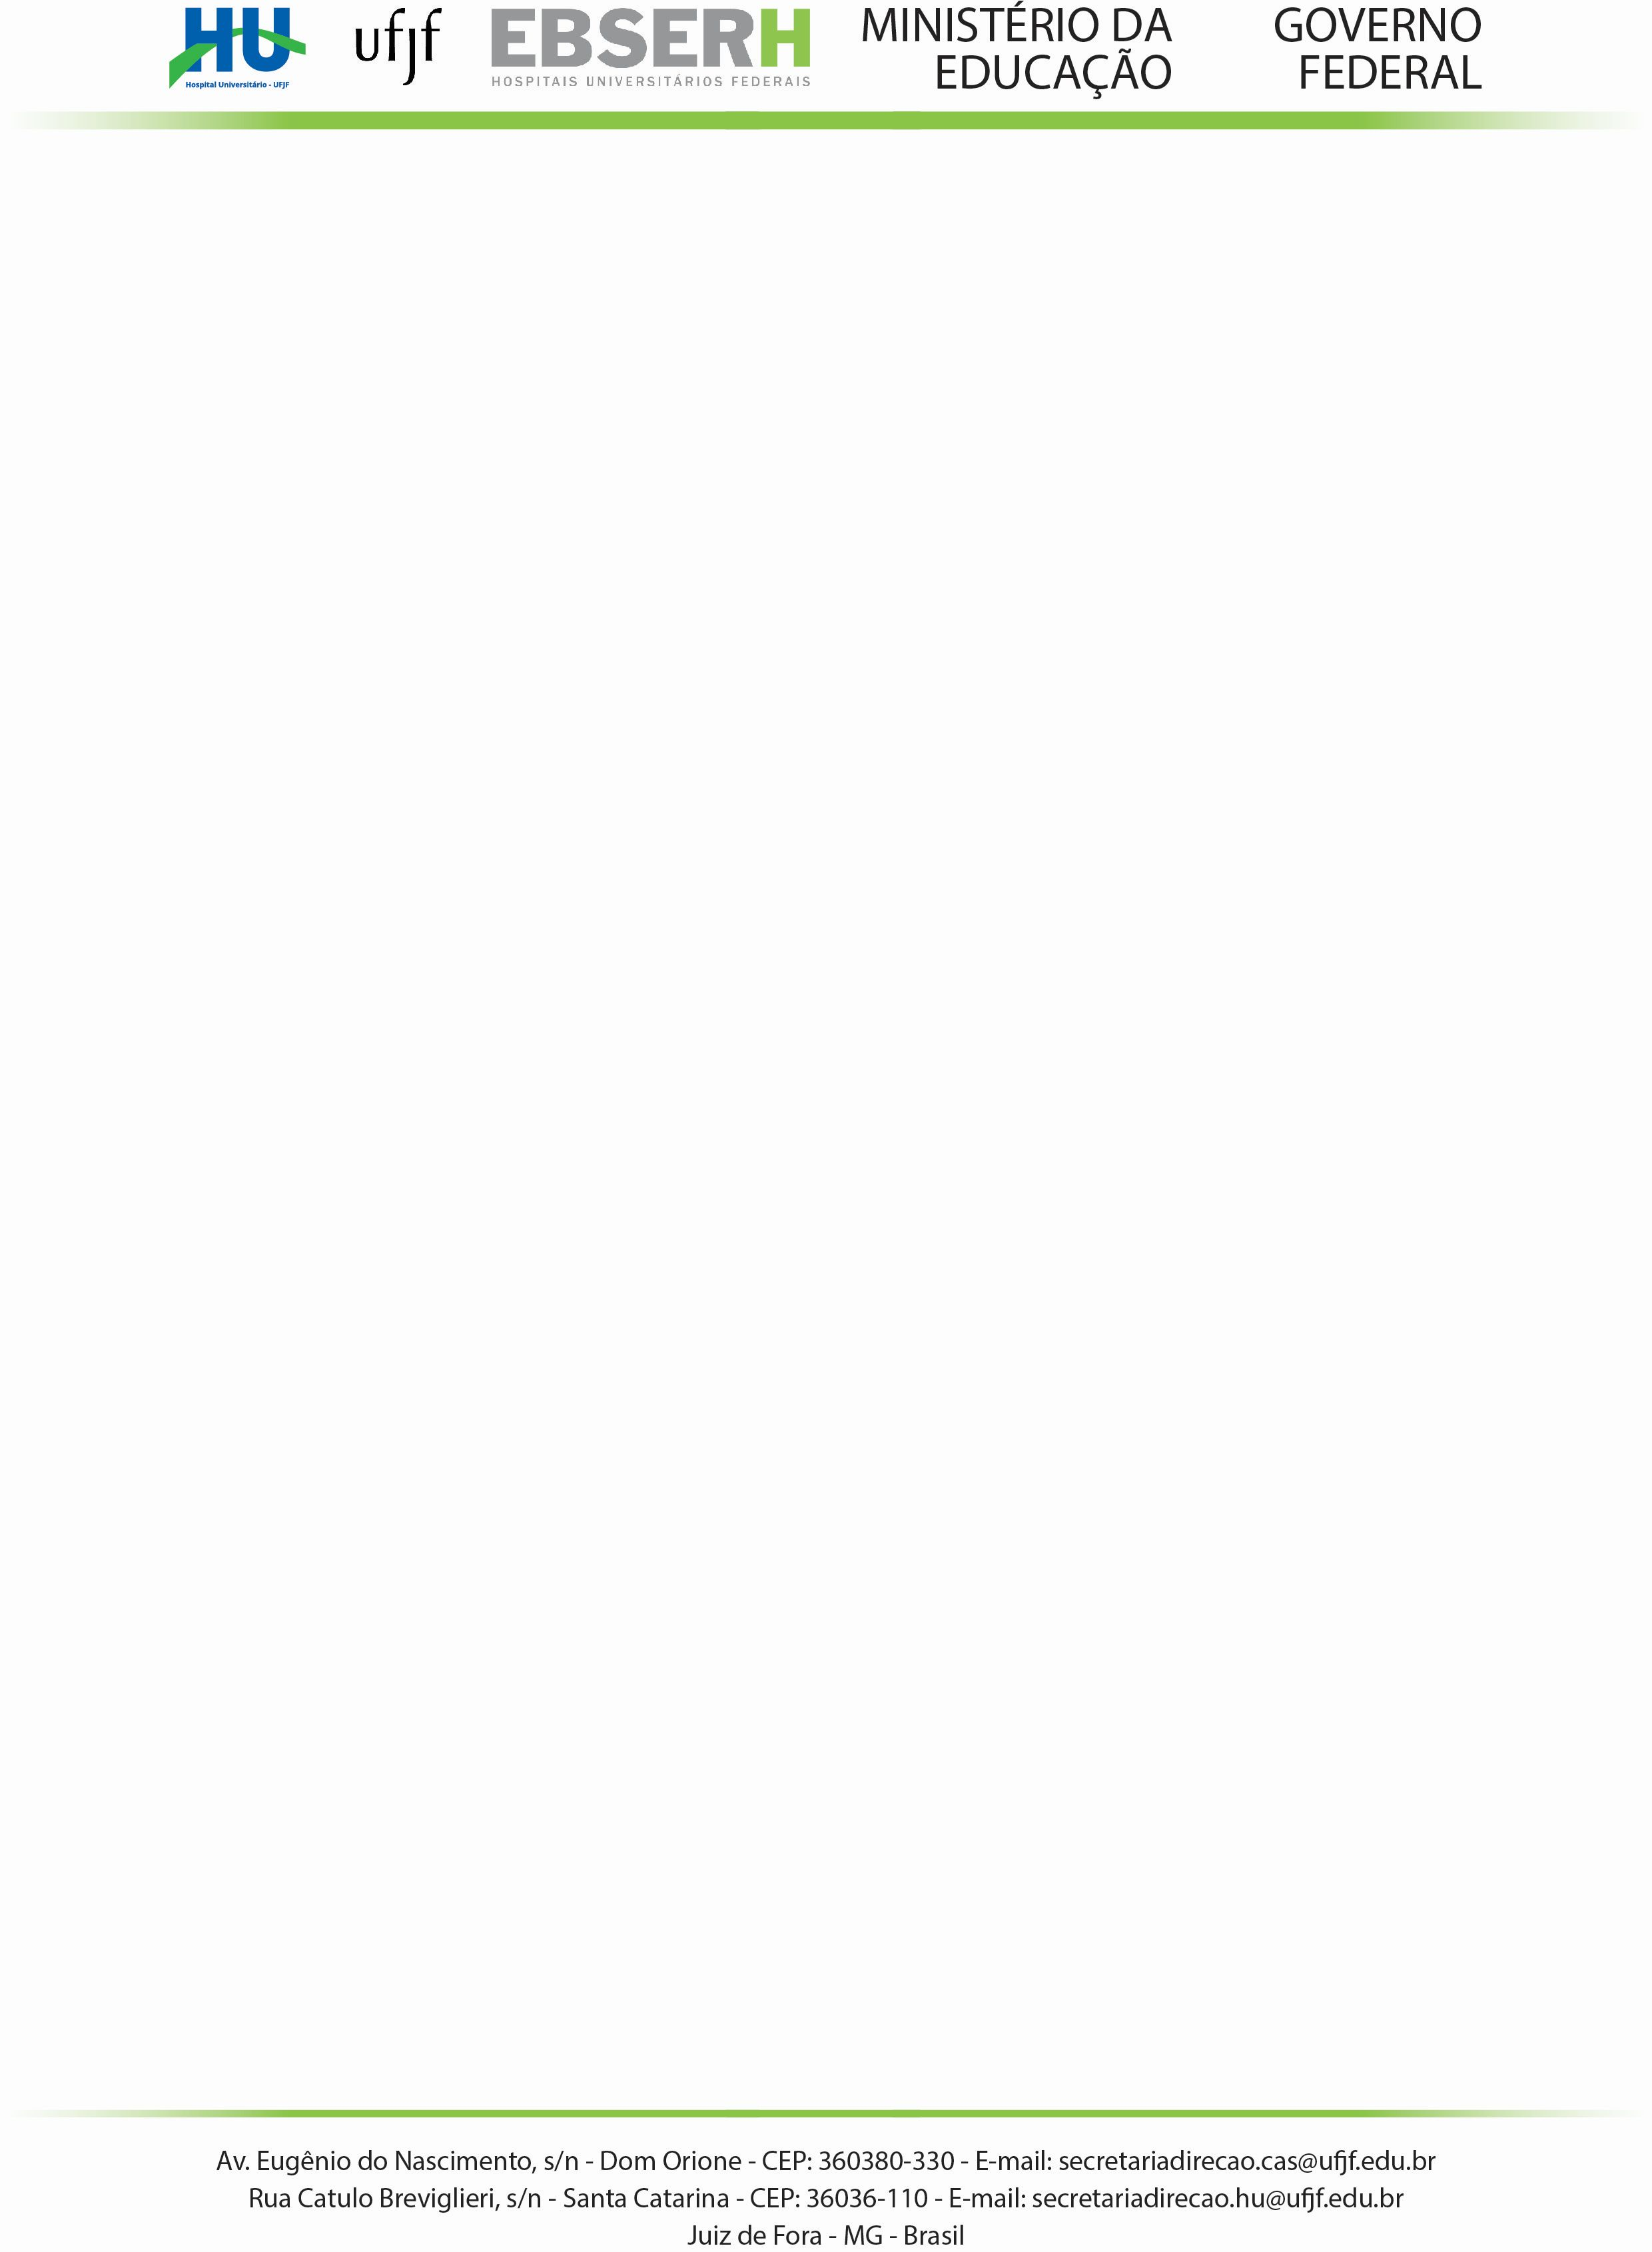 HU
Hospital Universitário - UFJF
ufjf
EBSERH
HOSPITAIS UNIVERSITÁRIOS FEDERAIS
MINISTÉRIO DA
EDUCAÇÃO
GOVERNO
FEDERAL
Av. Eugênio do Nascimento, s/n - Dom Orione - CEP: 360380-330 - E-mail: secretariadirecao.cas@ufjf.edu.br
Rua Catulo Breviglieri, s/n - Santa Catarina - CEP: 36036-110 - E-mail: secretariadirecao.hu@ufjf.edu.br
Juiz de Fora - MG - Brasil